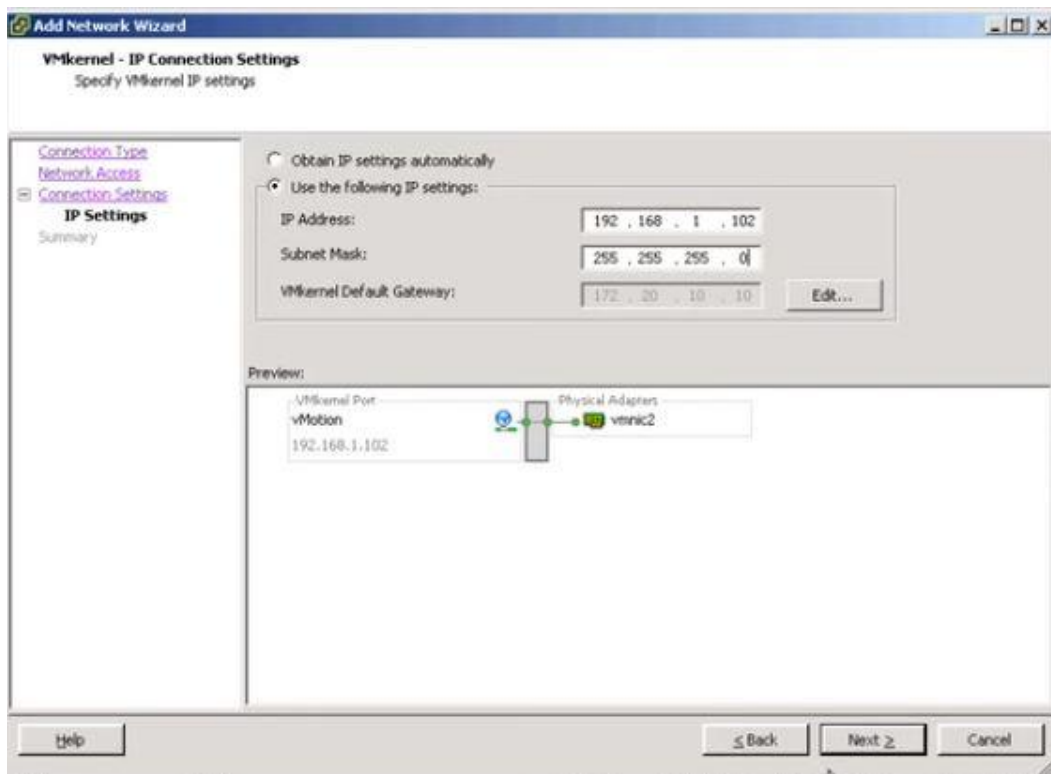 Add Network Wizard
VMkernel - IP Connection Settings
Specify VMkernel IP settings
Connection Type
Network Access
Connection Settings
IP Settings
Summary
Obtain IP settings automatically
Use the following IP settings:
IP Address:
192 . 168 . 1 . 102
Subnet Mask:
255 . 255 . 255 . 0
VMkernel Default Gateway:
172 . 20 . 10 . 10
Edit...
Preview:
VMkernel Port
vMotion
192.168.1.102
Physical Adapters
vmnic2
Help
≤ Back
Next ≥
Cancel